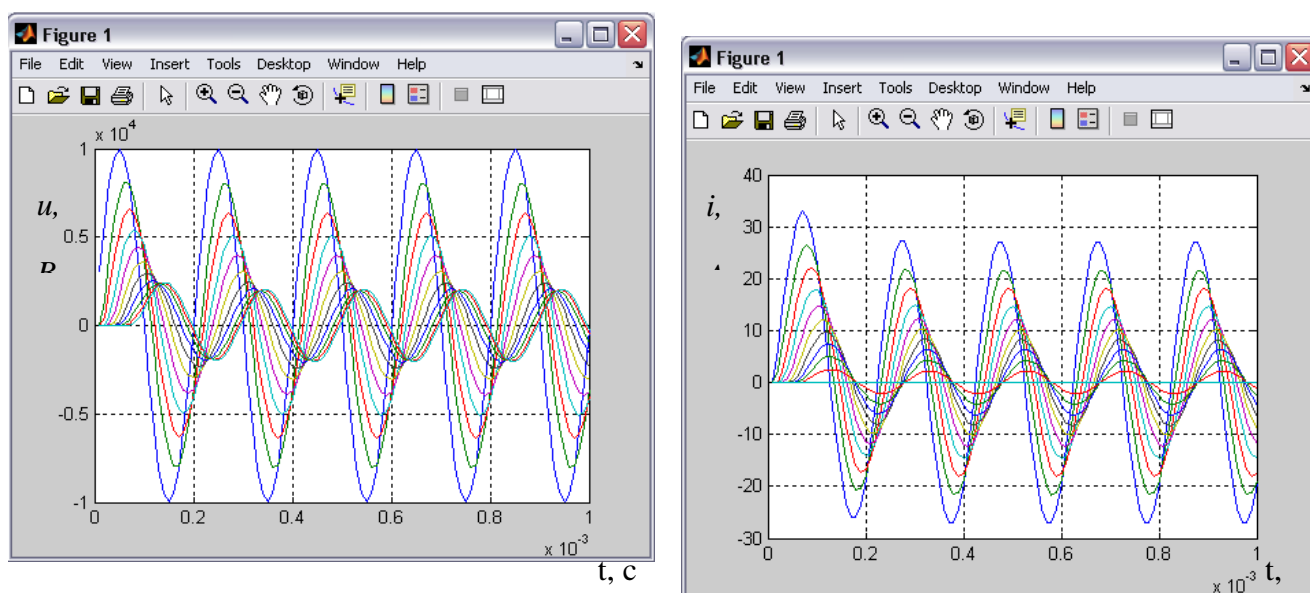 Figure 1
File Edit View Insert Tools Desktop Window Help
x 10^4
1
0.5
0
-0.5
-1
u,
0 0.2 0.4 0.6 0.8 1
x 10^-3
t, c
Figure 1
File Edit View Insert Tools Desktop Window Help
40
30
20
10
0
-10
-20
-30
i,
0 0.2 0.4 0.6 0.8 1
x 10^-3
t,